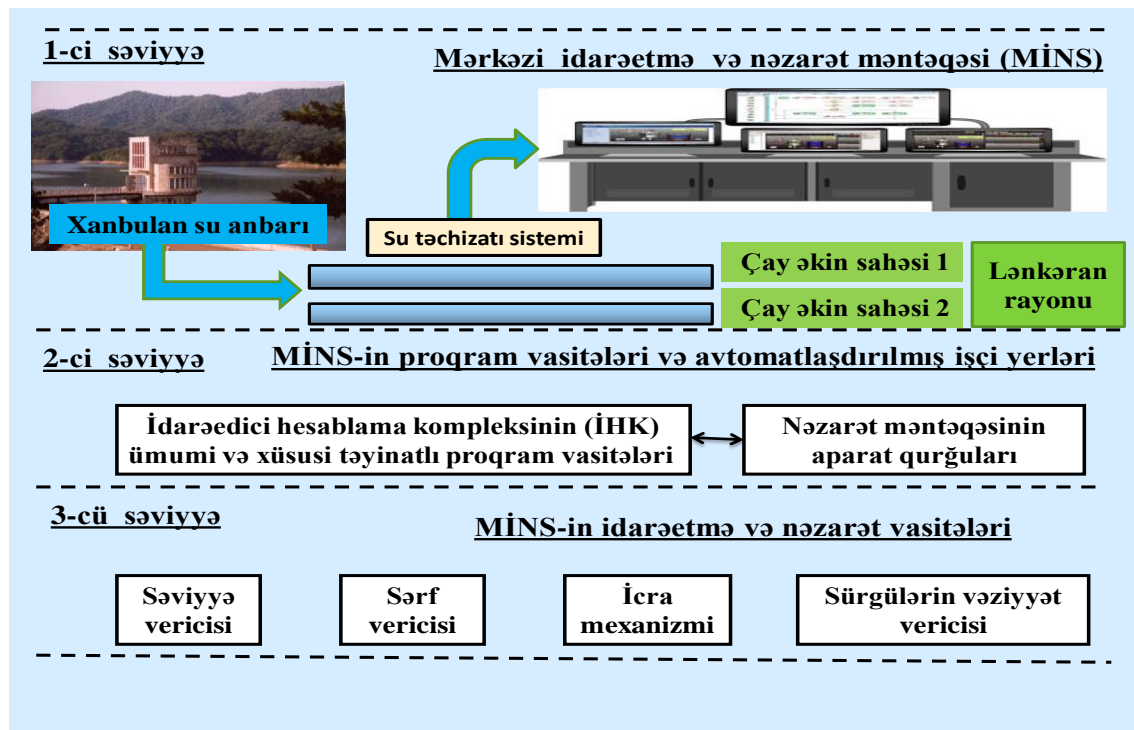 1-ci səviyyə
Mərkəzi idarəetmə və nəzarət məntəqəsi (MİNS)
Xanbulan su anbarı
Su təchizatı sistemi
Çay əkin sahəsi 1
Çay əkin sahəsi 2
Lənkəran
rayonu
2-ci səviyyə
MİNS-in proqram vasitələri və avtomatlaşdırılmış işçi yerləri
İdarəedici hesablama kompleksinin (İHK)
ümumi və xüsusi təyinatlı proqram vasitələri
Nəzarət məntəqəsinin
aparat qurğuları
3-cü səviyyə
MİNS-in idarəetmə və nəzarət vasitələri
Səviyyə
vericisi
Sərf
vericisi
İcra
mexanizmi
Sürgülərin vəziyyət
vericisi